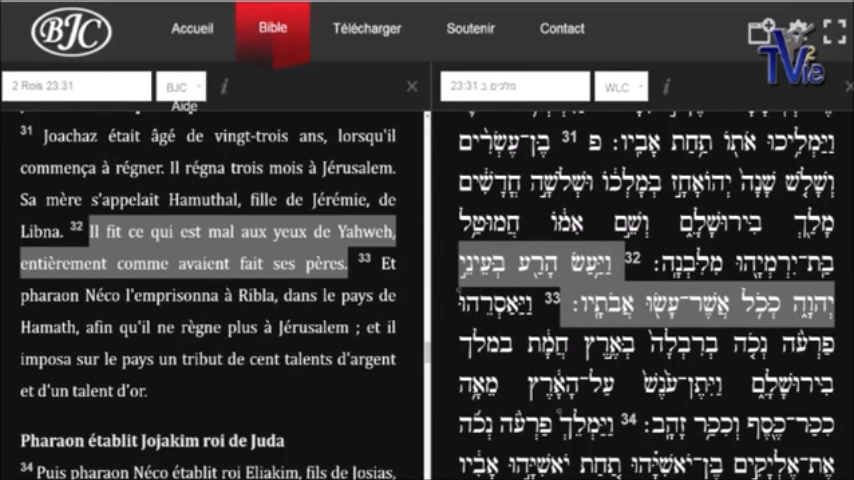 BJC
Accueil
Bible
Télécharger
Soutenir
Contact
TVie
2
2 Rois 23:31
BJC
i
Aide
מלכים ב 23:31
WLC
i
31 Joachaz était âgé de vingt-trois ans, lorsqu'il
commença à régner. Il régna trois mois à Jérusalem.
Sa mère s'appelait Hamuthal, fille de Jérémie, de
Libna. 32 Il fit ce qui est mal aux yeux de Yahweh,
entièrement comme avaient fait ses pères. 33 Et
pharaon Néco l'emprisonna à Ribla, dans le pays de
Hamath, afin qu'il ne règne plus à Jérusalem ; et il
imposa sur le pays un tribut de cent talents d'argent
et d'un talent d'or.
Pharaon établit Jojakim roi de Juda
34 Puis pharaon Néco établit roi Eliakim, fils de Josias,
וַיַּמְלִ֥יכוּ אֹת֖וֹ תַּ֥חַת אָבִֽיו׃ פ 31 בֶּן־עֶשְׂרִ֨ים
וְשָׁלֹ֤שׁ שָׁנָה֙ יְהוֹאָחָ֣ז בְּמָלְכ֔וֹ וּשְׁלֹשָׁ֣ה חֳדָשִׁ֔ים
מָלַ֖ךְ בִּירוּשָׁלִָ֑ם וְשֵׁ֣ם אִמּ֔וֹ חֲמוּטַ֥ל
בַּֽת־יִרְמְיָ֖הוּ מִלִּבְנָֽה׃ 32 וַיַּ֥עַשׂ הָרַ֖ע בְּעֵינֵ֣י
יְהוָ֑ה כְּכֹ֥ל אֲשֶׁר־עָשׂ֖וּ אֲבֹתָֽיו׃ 33 וַיַּאַסְרֵהוּ֩
פַּרְעֹ֨ה נְכֹ֤ה בְרִבְלָה֙ בְּאֶ֣רֶץ חֲמָ֔ת במלך
בִּירוּשָׁלִָ֑ם וַיִּתֶּן־עֹ֙נֶשׁ֙ עַל־הָאָ֔רֶץ מֵאָ֥ה
כִכַּר־כֶּ֖סֶף וְכִכַּ֥ר זָהָֽב׃ 34 וַיַּמְלֵךְ֩ פַּרְעֹ֨ה נְכֹ֜ה
אֶת־אֶלְיָקִ֣ים בֶּן־יֹאשִׁיָּ֗הוּ תַּ֚חַת יֹאשִׁיָּ֣הוּ אָבִ֔יו